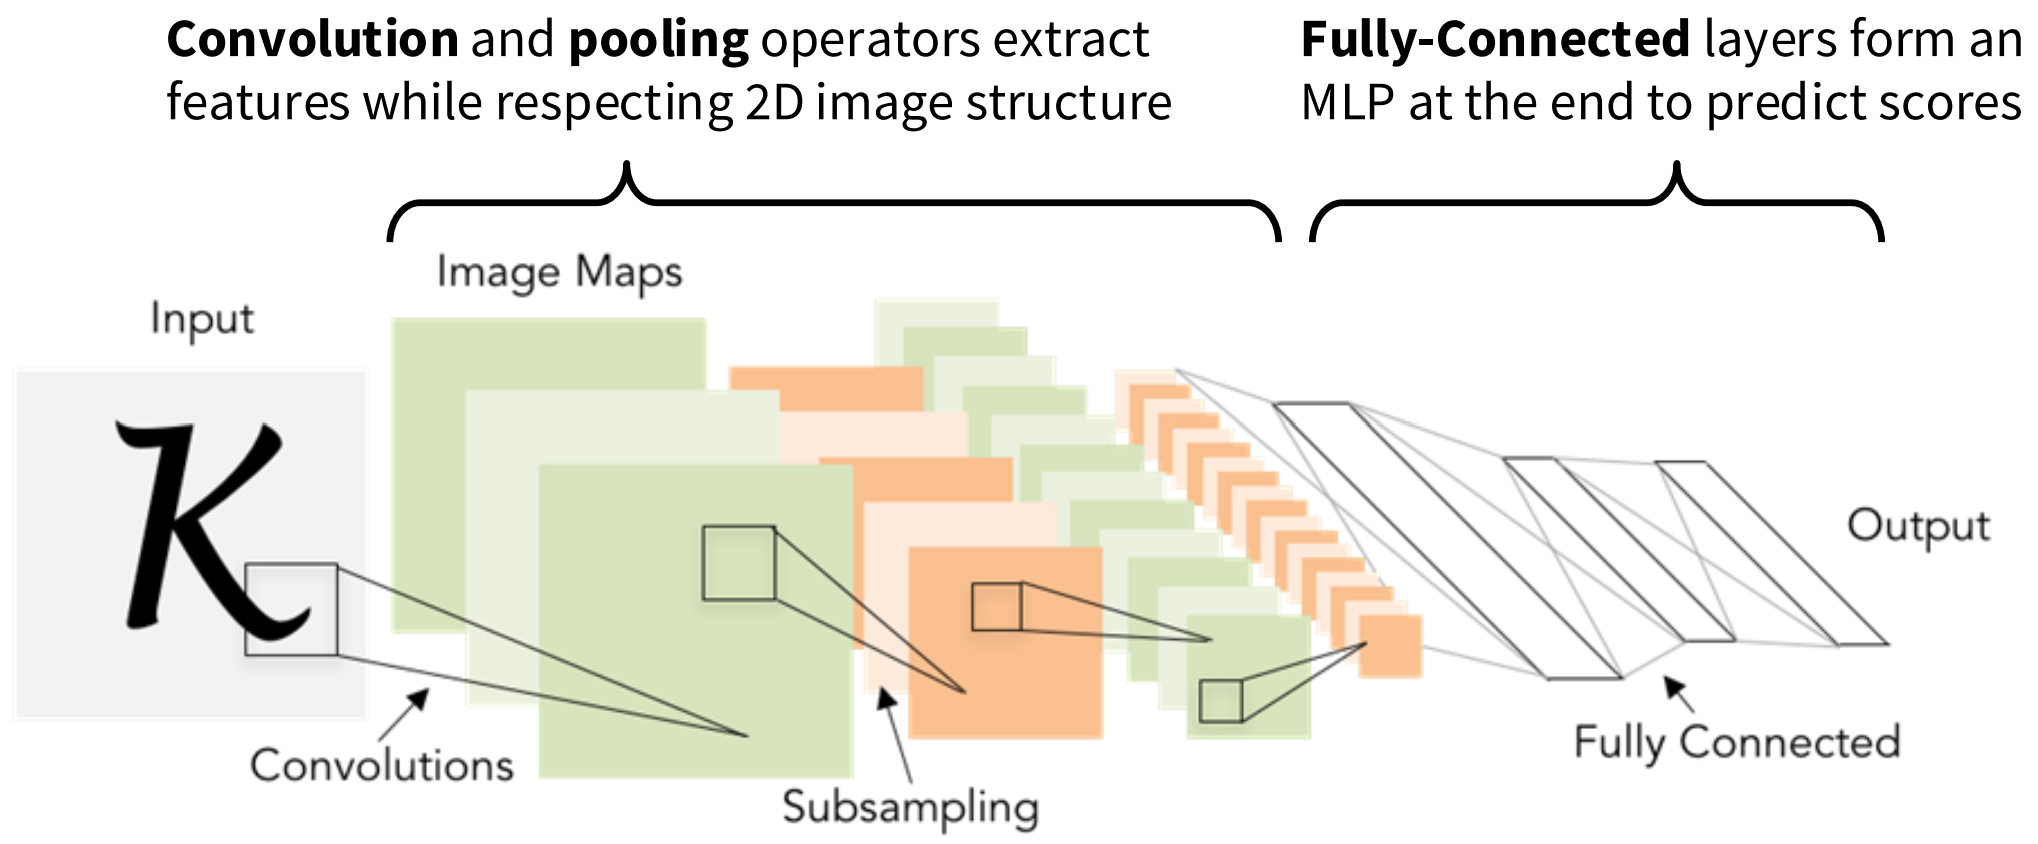 Convolution and pooling operators extract
features while respecting 2D image structure
Fully-Connected layers form an
MLP at the end to predict scores
Image Maps
Input
K
Output
Convolutions
Subsampling
Fully Connected